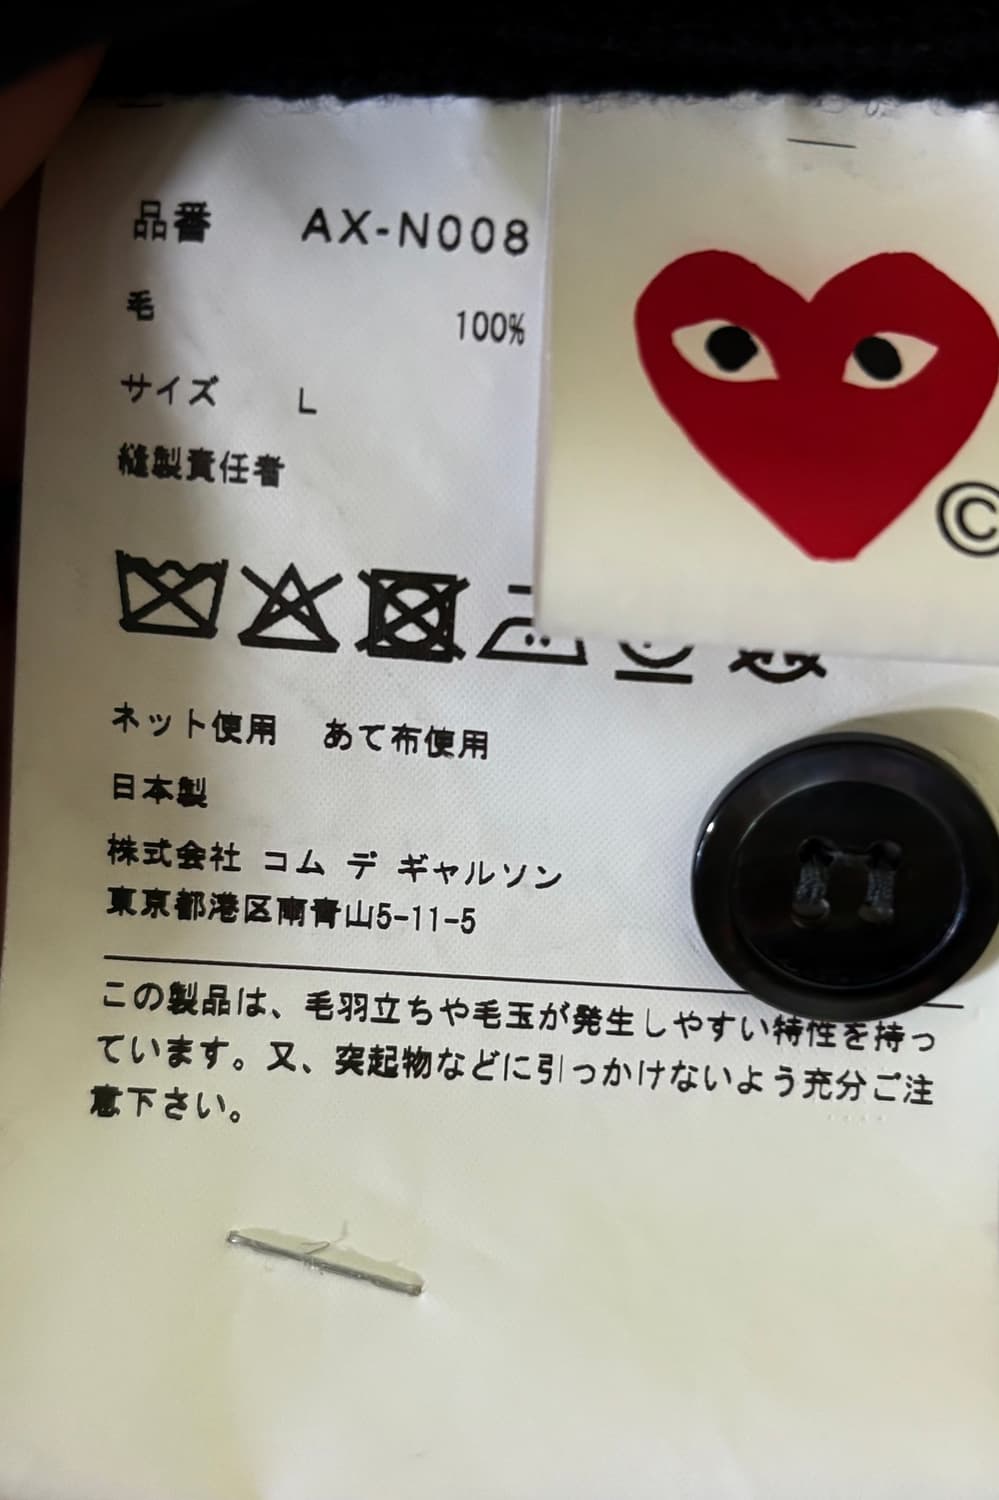 品番 AX-N008
毛 100%
サイズ L
縫製責任者
©
ネット使用 あて布使用
日本製
株式会社 コム デ ギャルソン
東京都港区南青山5-11-5
この製品は、毛羽立ちや毛玉が発生しやすい特性を持っ
ています。又、突起物などに引っかけないよう充分ご注
意下さい。